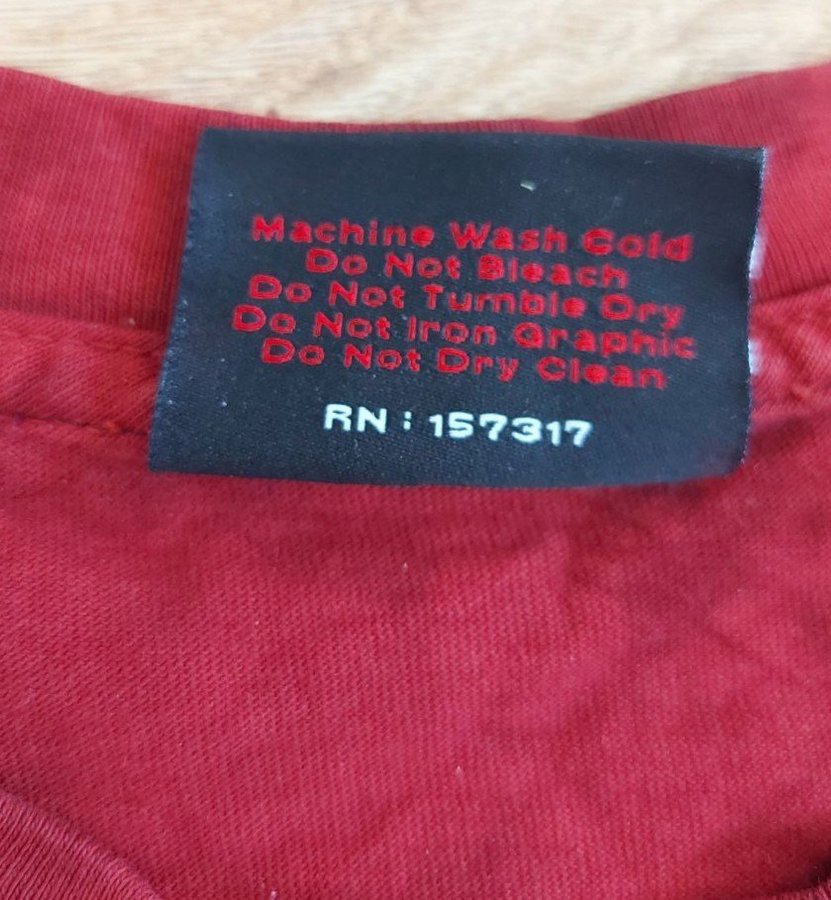 Machine Wash Cold
Do Not Bleach
Do Not Tumble Dry
Do Not Iron Graphic
Do Not Dry Clean
RN : 157317